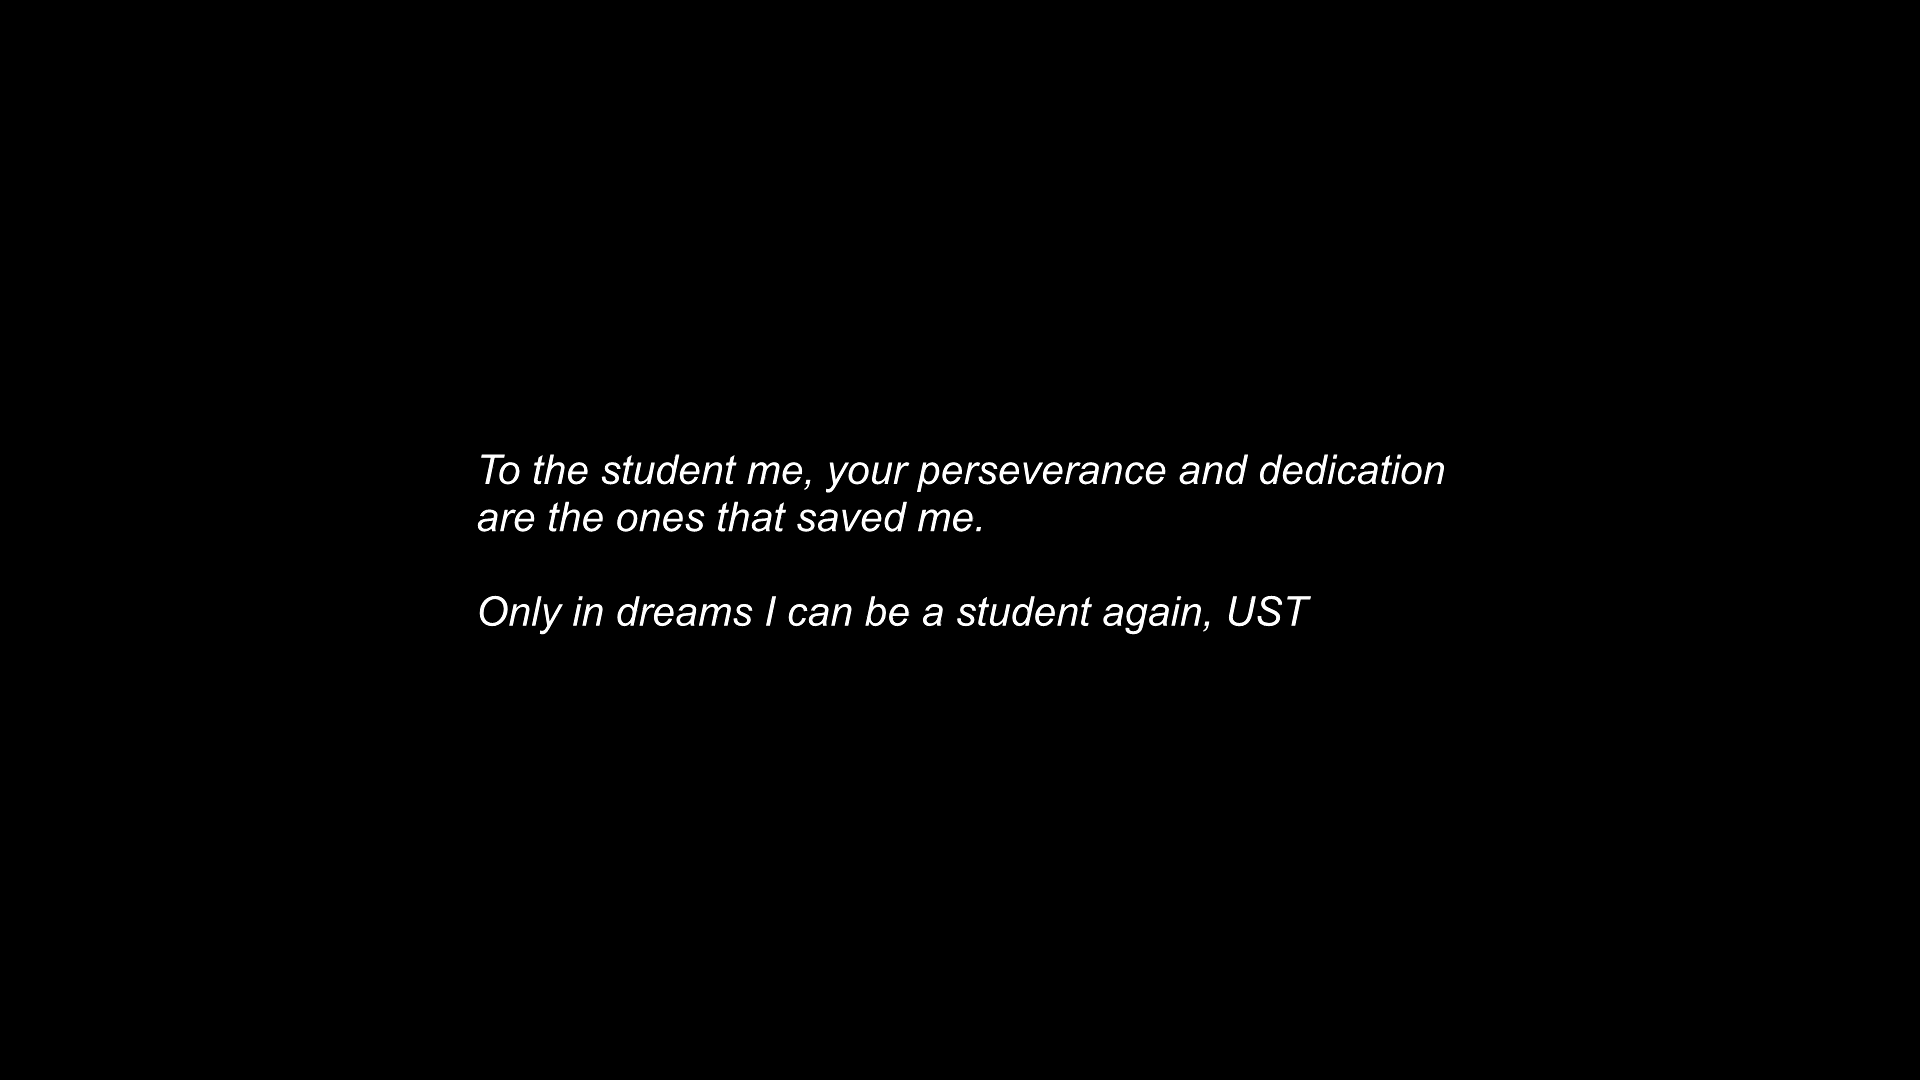 To the student me, your perseverance and dedication
are the ones that saved me.
Only in dreams I can be a student again, UST